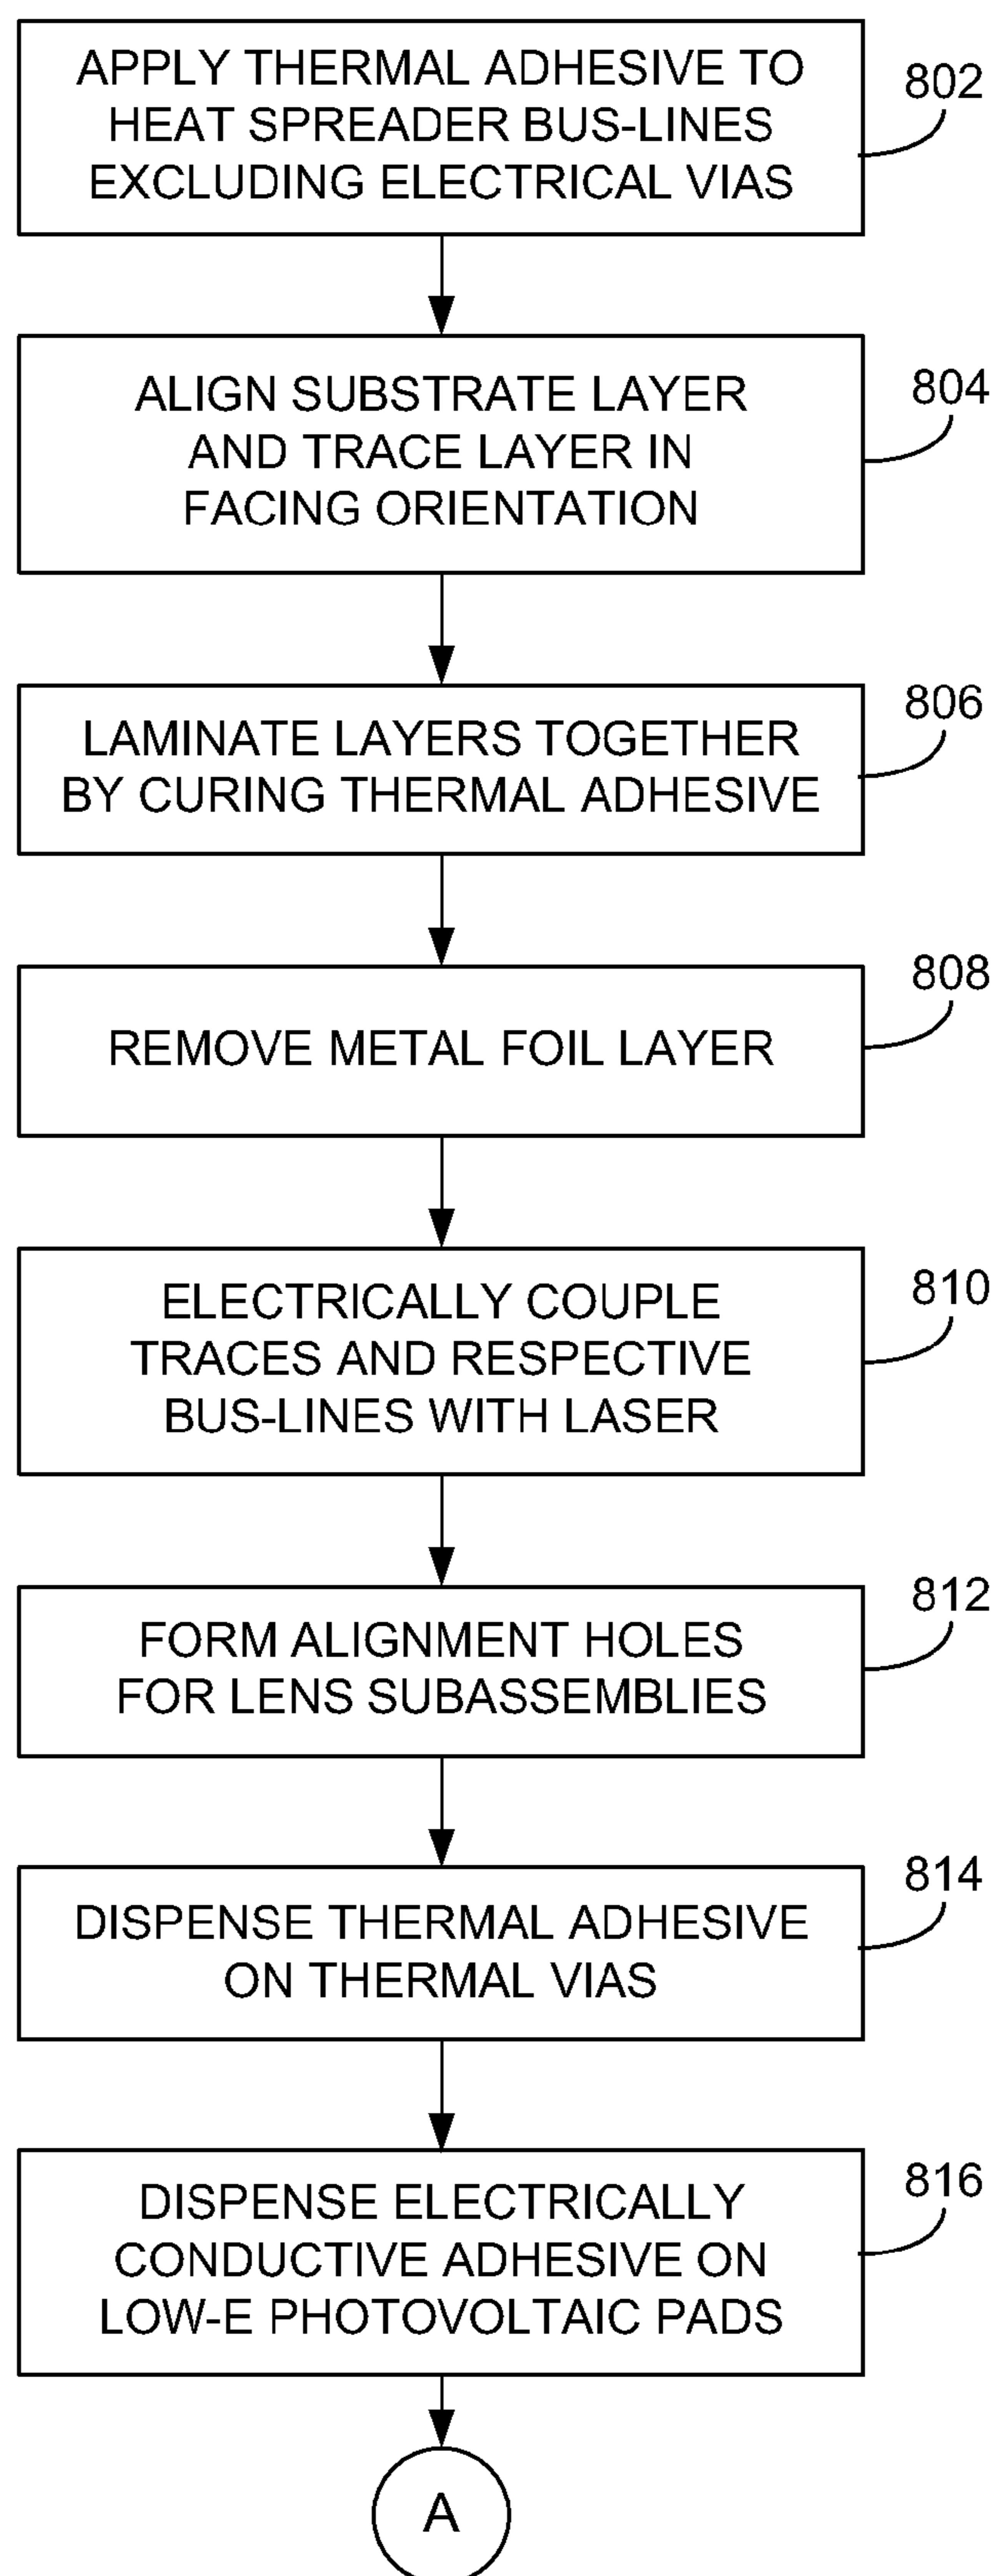 APPLY THERMAL ADHESIVE TO
HEAT SPREADER BUS-LINES
EXCLUDING ELECTRICAL VIAS
802
ALIGN SUBSTRATE LAYER
AND TRACE LAYER IN
FACING ORIENTATION
804
LAMINATE LAYERS TOGETHER
BY CURING THERMAL ADHESIVE
806
REMOVE METAL FOIL LAYER
808
ELECTRICALLY COUPLE
TRACES AND RESPECTIVE
BUS-LINES WITH LASER
810
FORM ALIGNMENT HOLES
FOR LENS SUBASSEMBLIES
812
DISPENSE THERMAL ADHESIVE
ON THERMAL VIAS
814
DISPENSE ELECTRICALLY
CONDUCTIVE ADHESIVE ON
LOW-E PHOTOVOLTAIC PADS
816
A